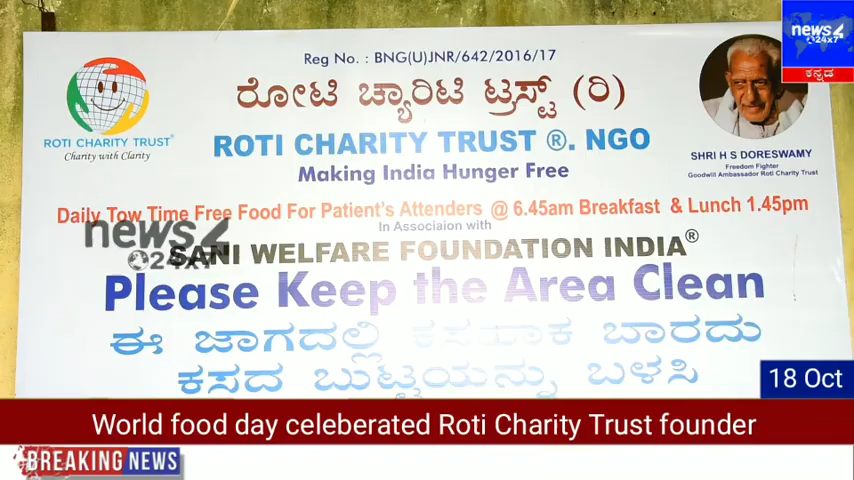 Reg No. : BNG(U)JNR/642/2016/17
ರೋಟಿ ಚ್ಯಾರಿಟಿ ಟ್ರಸ್ಟ್ (ರಿ)
ROTI CHARITY TRUST ®. NGO
Making India Hunger Free
ROTI CHARITY TRUST®
Charity with Clarity
SHRI H S DORESWAMY
Freedom Fighter
Goodwill Ambassador Roti Charity Trust
Daily Tow Time Free Food For Patient's Attenders @ 6.45am Breakfast & Lunch 1.45pm
In Associaion with
SANI WELFARE FOUNDATION INDIA®
Please Keep the Area Clean
ಈ ಜಾಗದಲ್ಲಿ ಕಸಹಾಕ ಬಾರದು
ಕಸದ ಬುಟ್ಟಿಯನ್ನು ಬಳಸಿ
news4
24x7
news4
24x7
ಕನ್ನಡ
18 Oct
World food day celeberated Roti Charity Trust founder
BREAKING NEWS